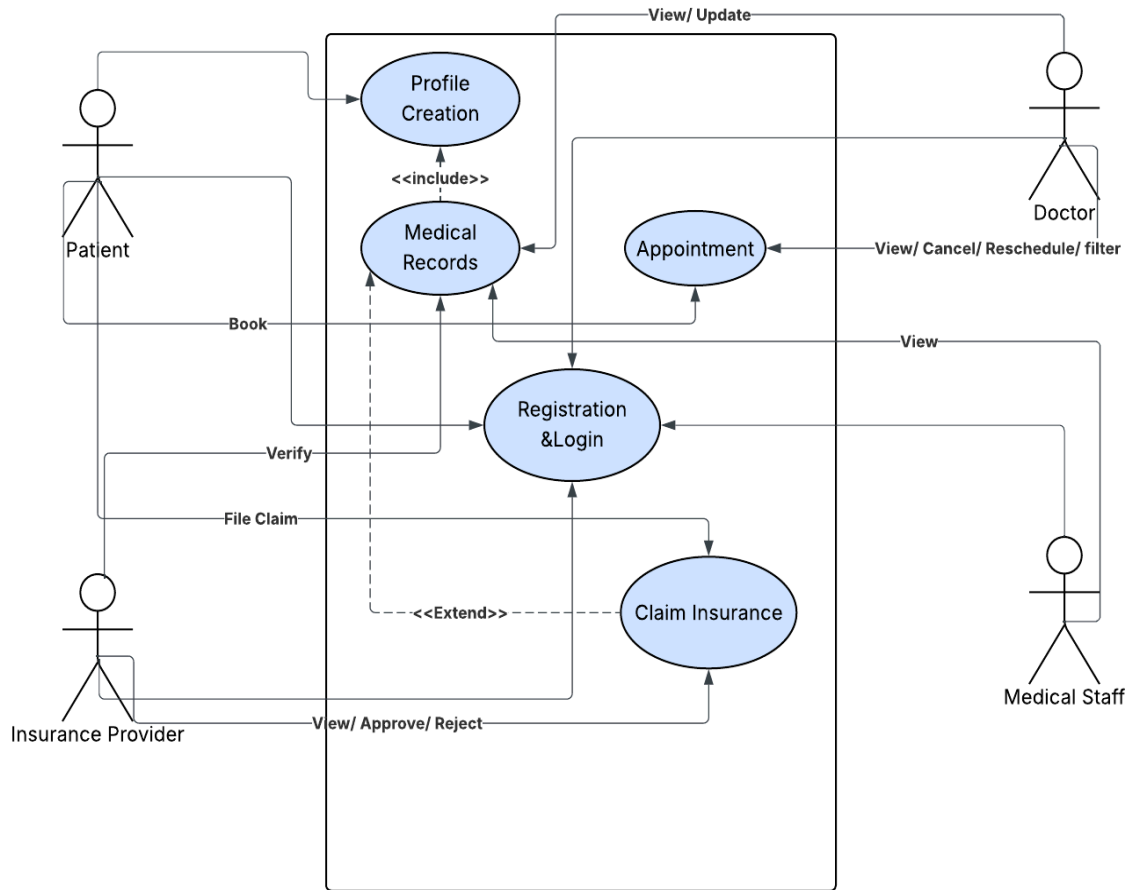 View/ Update
Profile
Creation
<<include>>
Patient
Doctor
Medical
Records
Appointment
View/ Cancel/ Reschedule/ filter
Book
View
Registration
&Login
Verify
File Claim
<<Extend>>
Claim Insurance
Medical Staff
Insurance Provider
View/ Approve/ Reject